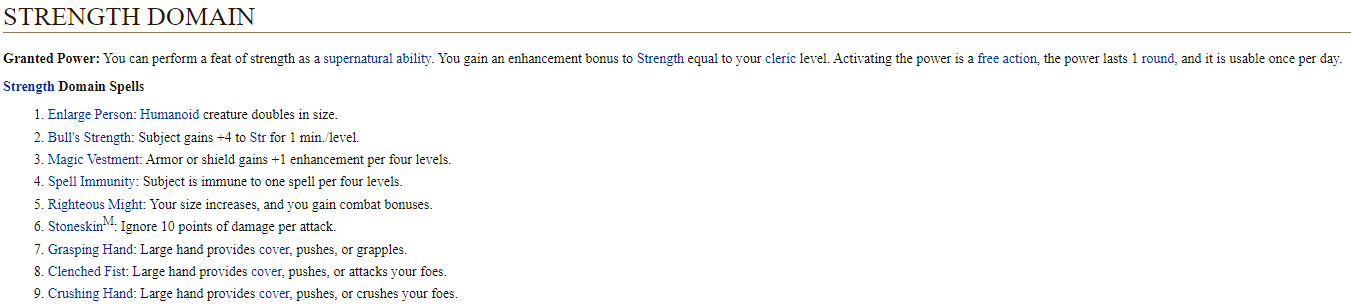 STRENGTH DOMAIN
Granted Power: You can perform a feat of strength as a supernatural ability. You gain an enhancement bonus to Strength equal to your cleric level. Activating the power is a free action, the power lasts 1 round, and it is usable once per day.
Strength Domain Spells
1. Enlarge Person: Humanoid creature doubles in size.
2. Bull's Strength: Subject gains +4 to Str for 1 min./level.
3. Magic Vestment: Armor or shield gains +1 enhancement per four levels.
4. Spell Immunity: Subject is immune to one spell per four levels.
5. Righteous Might: Your size increases, and you gain combat bonuses.
6. StoneskinM: Ignore 10 points of damage per attack.
7. Grasping Hand: Large hand provides cover, pushes, or grapples.
8. Clenched Fist: Large hand provides cover, pushes, or attacks your foes.
9. Crushing Hand: Large hand provides cover, pushes, or crushes your foes.